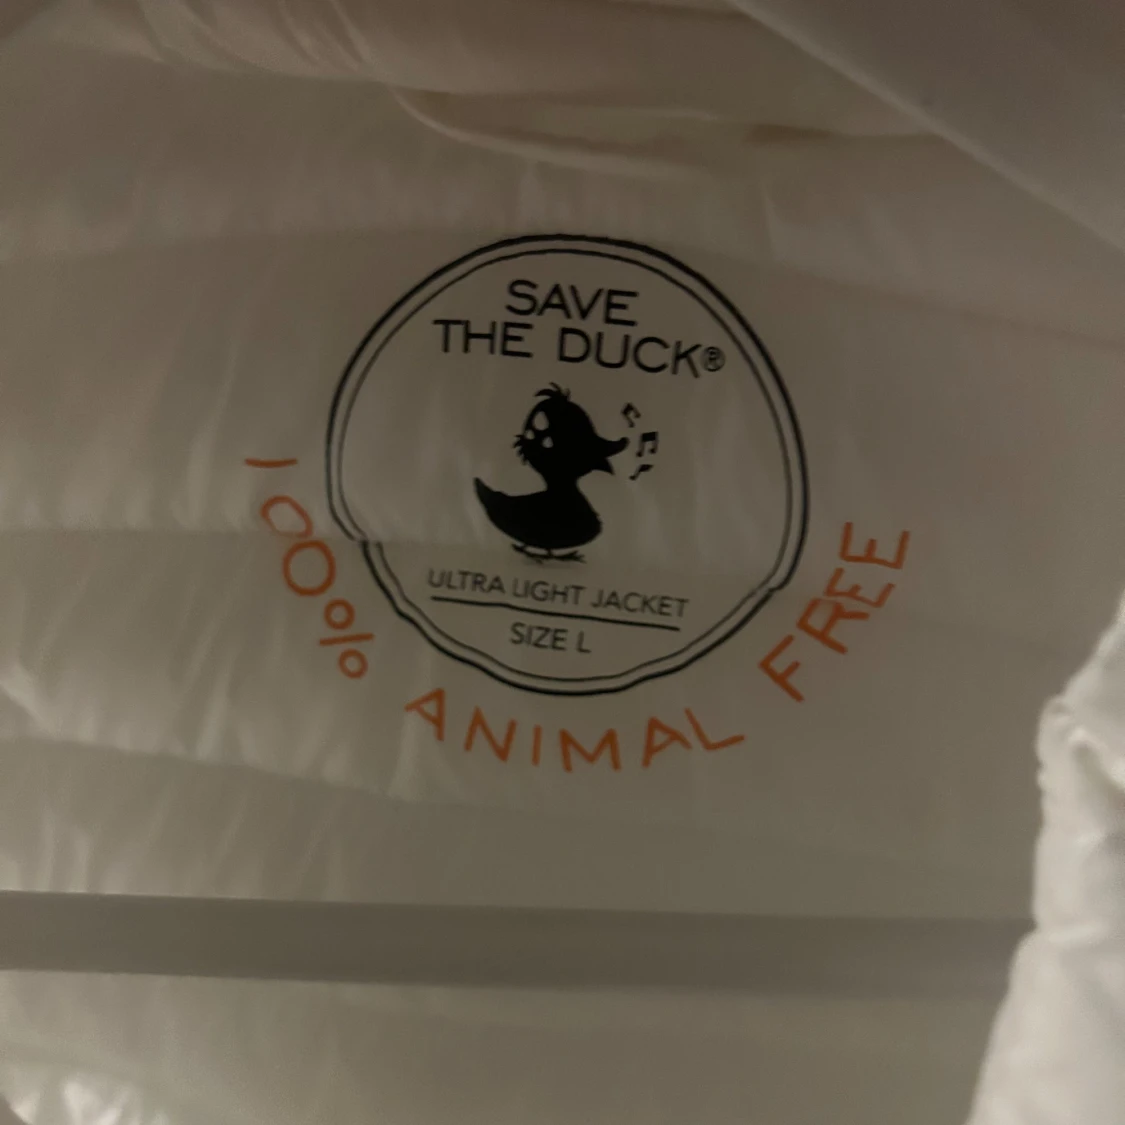 SAVE
THE DUCK®
ULTRA LIGHT JACKET
SIZE L
100% ANIMAL FREE